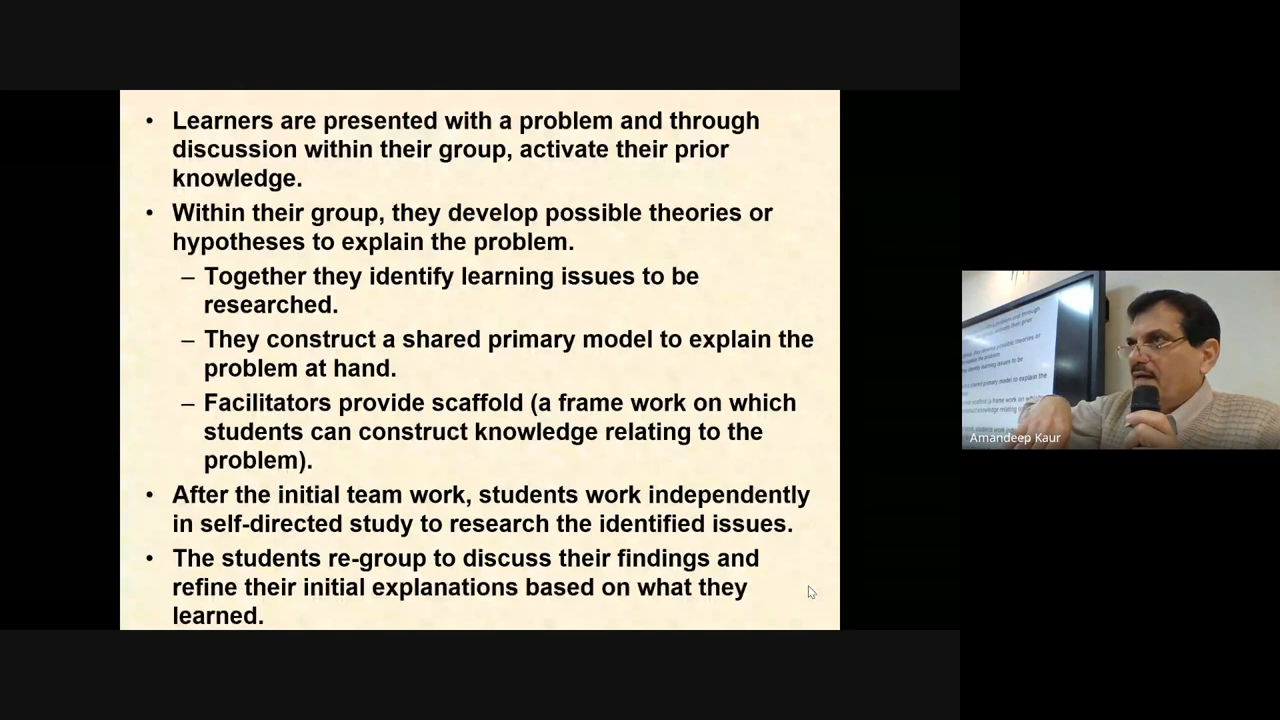 • Learners are presented with a problem and through
discussion within their group, activate their prior
knowledge.
• Within their group, they develop possible theories or
hypotheses to explain the problem.
– Together they identify learning issues to be
researched.
– They construct a shared primary model to explain the
problem at hand.
– Facilitators provide scaffold (a frame work on which
students can construct knowledge relating to the
problem).
• After the initial team work, students work independently
in self-directed study to research the identified issues.
• The students re-group to discuss their findings and
refine their initial explanations based on what they
learned.
Amandeep Kaur